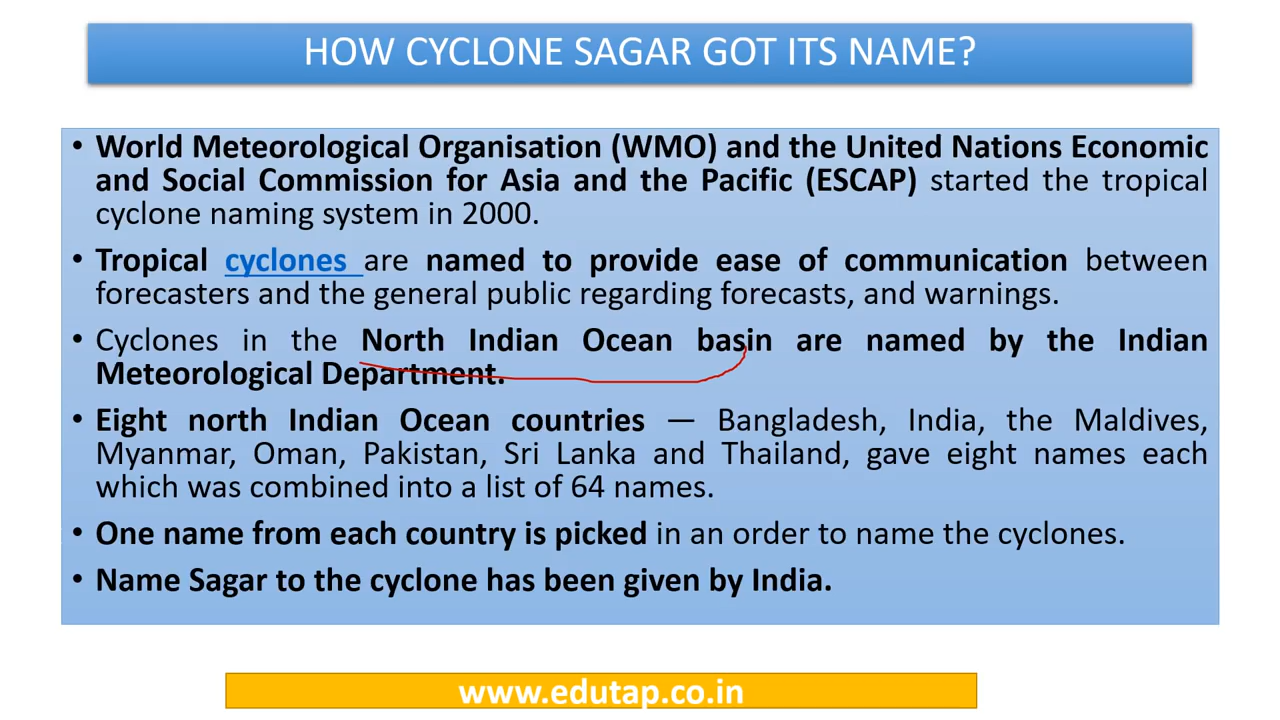 HOW CYCLONE SAGAR GOT ITS NAME?
• World Meteorological Organisation (WMO) and the United Nations Economic
and Social Commission for Asia and the Pacific (ESCAP) started the tropical
cyclone naming system in 2000.
• Tropical cyclones are named to provide ease of communication between
forecasters and the general public regarding forecasts, and warnings.
• Cyclones in the North Indian Ocean basin are named by the Indian
Meteorological Department.
• Eight north Indian Ocean countries — Bangladesh, India, the Maldives,
Myanmar, Oman, Pakistan, Sri Lanka and Thailand, gave eight names each
which was combined into a list of 64 names.
• One name from each country is picked in an order to name the cyclones.
• Name Sagar to the cyclone has been given by India.
www.edutap.co.in